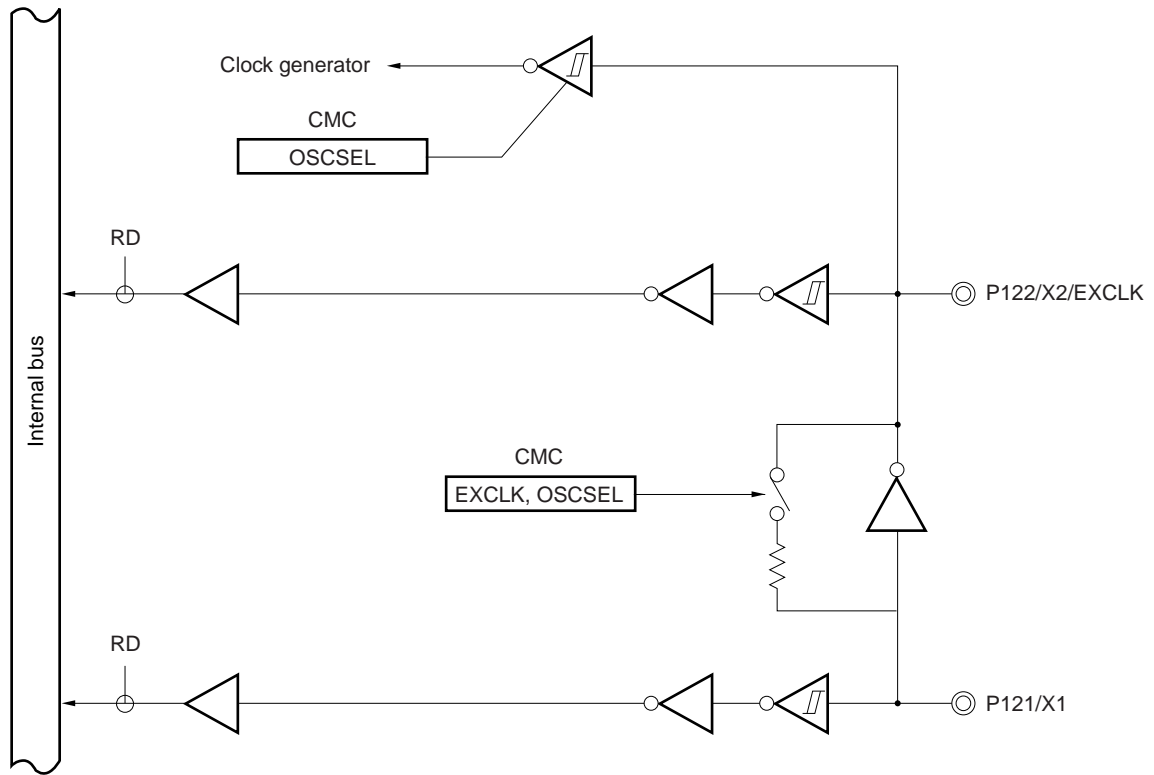 Clock generator
CMC
OSCSEL
RD
P122/X2/EXCLK
Internal bus
CMC
EXCLK, OSCSEL
RD
P121/X1